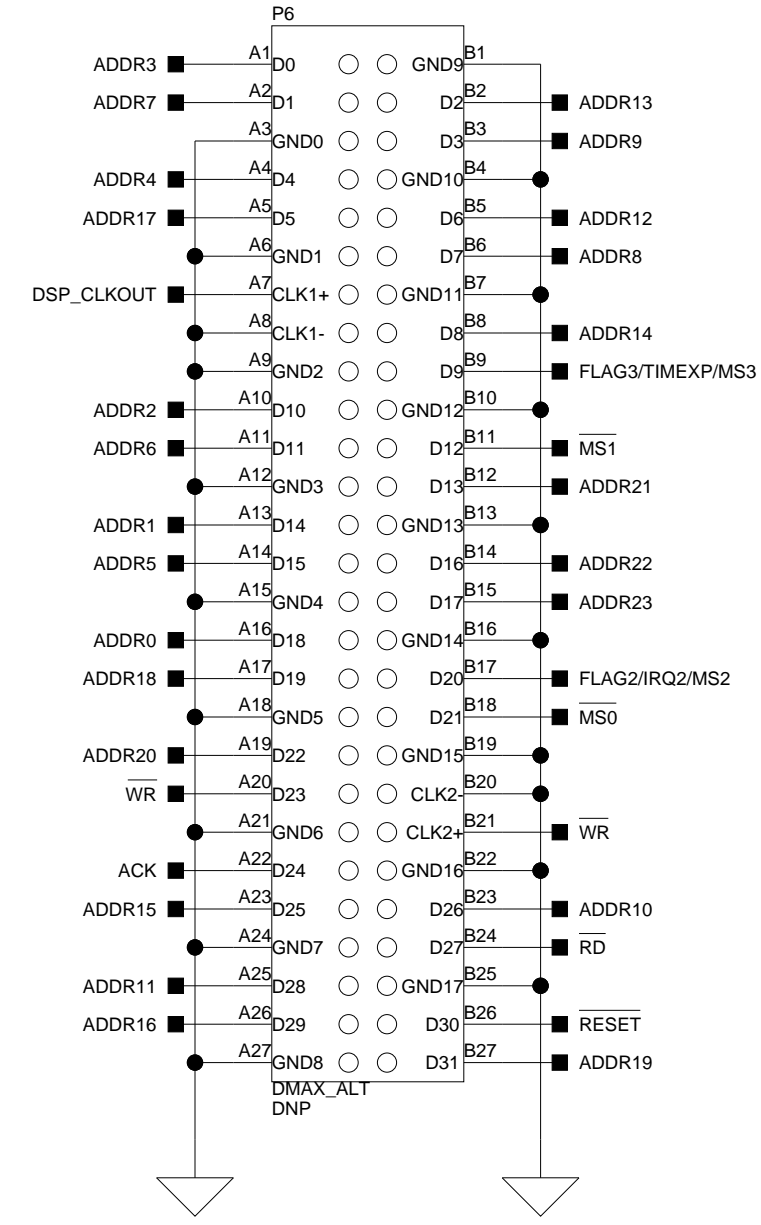 P6
ADDR3 A1 D0 GND9 B1
ADDR7 A2 D1 D2 B2 ADDR13
A3 GND0 D3 B3 ADDR9
ADDR4 A4 D4 GND10 B4
ADDR17 A5 D5 D6 B5 ADDR12
A6 GND1 D7 B6 ADDR8
DSP_CLKOUT A7 CLK1+ GND11 B7
A8 CLK1- D8 B8 ADDR14
A9 GND2 D9 B9 FLAG3/TIMEXP/MS3
ADDR2 A10 D10 GND12 B10
ADDR6 A11 D11 D12 B11 MS1
A12 GND3 D13 B12 ADDR21
ADDR1 A13 D14 GND13 B13
ADDR5 A14 D15 D16 B14 ADDR22
A15 GND4 D17 B15 ADDR23
ADDR0 A16 D18 GND14 B16
ADDR18 A17 D19 D20 B17 FLAG2/IRQ2/MS2
A18 GND5 D21 B18 MS0
ADDR20 A19 D22 GND15 B19
WR A20 D23 CLK2- B20
A21 GND6 CLK2+ B21 WR
ACK A22 D24 GND16 B22
ADDR15 A23 D25 D26 B23 ADDR10
A24 GND7 D27 B24 RD
ADDR11 A25 D28 GND17 B25
ADDR16 A26 D29 D30 B26 RESET
A27 GND8 D31 B27 ADDR19
DMAX_ALT
DNP